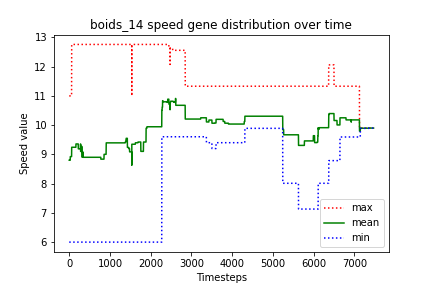 boids_14 speed gene distribution over time
13
12
11
10
9
8
7
6
Speed value
0
1000
2000
3000
4000
5000
6000
7000
Timesteps
max
mean
min